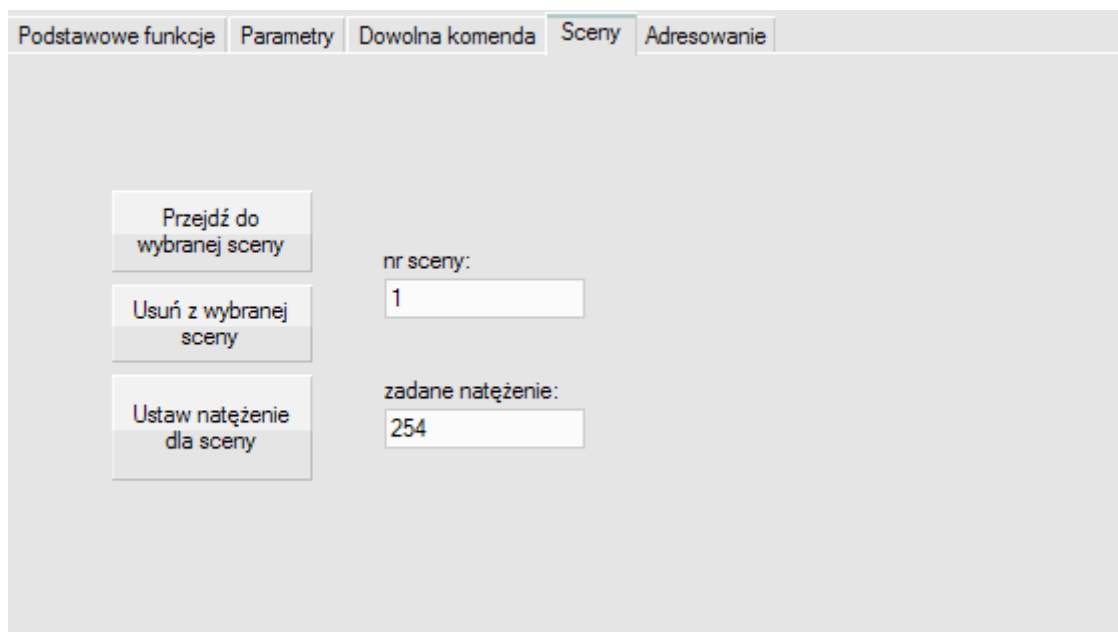 Podstawowe funkcje Parametry Dowolna komenda Sceny Adresowanie
Przejdź do
wybranej sceny
nr sceny:
1
Usuń z wybranej
sceny
zadane natężenie:
254
Ustaw natężenie
dla sceny